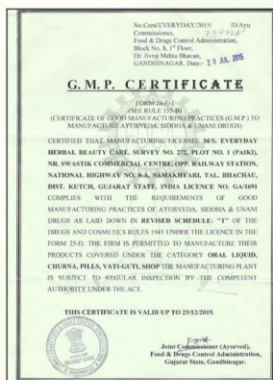 No.Certi/EVERYDAY/2015/ /D/Ayu
Commissioner,
Food & Drugs Control Administration,
Block No. 8, 1st Floor,
Dr. Jivraj Mehta Bhavan,
GANDHINAGAR. Date:- 28 JUL 2015
G. M. P. CERTIFICATE
FORM 26-E-1
(SEE RULE 155-B)
(CERTIFICATE OF GOOD MANUFACTURING PRACTICES (G.M.P.) TO
MANUFACTURE AYURVEDA, SIDDHA & UNANI DRUGS)
CERTIFIED THAT MANUFACTURING LICENSEE M/S. EVERYDAY
HERBAL BEAUTY CARE, SURVEY NO. 272, PLOT NO. 1 (PAIKI),
NR. SWASTIK COMMERCIAL CENTRE, OPP. RAILWAY STATION,
NATIONAL HIGHWAY NO. 8-A, SAMAKHYARI, TAL. BHACHAU,
DIST. KUTCH, GUJARAT STATE, INDIA LICENCE NO. GA/1691
COMPLIES WITH THE REQUIREMENTS OF GOOD
MANUFACTURING PRACTICES OF AYURVEDA, SIDDHA & UNANI
DRUGS AS LAID DOWN IN REVISED SCHEDULE: "T" OF THE
DRUGS AND COSMETICS RULES 1945 UNDER THE LICENCE IN THE
FORM 25-D. THE FIRM IS PERMITTED TO MANUFACTURE THEIR
PRODUCTS COVERED UNDER THE CATEGORY ORAL LIQUID,
CHURNA, PILLS, VATI-GUTI, SHOP THE MANUFACTURING PLANT
IS SUBJECT TO REGULAR INSPECTION BY THE COMPETENT
AUTHORITY UNDER THE ACT.
THIS CERTIFICATE IS VALID UP TO 25/12/2019.
Joint Commissioner (Ayurved),
Food & Drugs Control Administration,
Gujarat State, Gandhinagar.